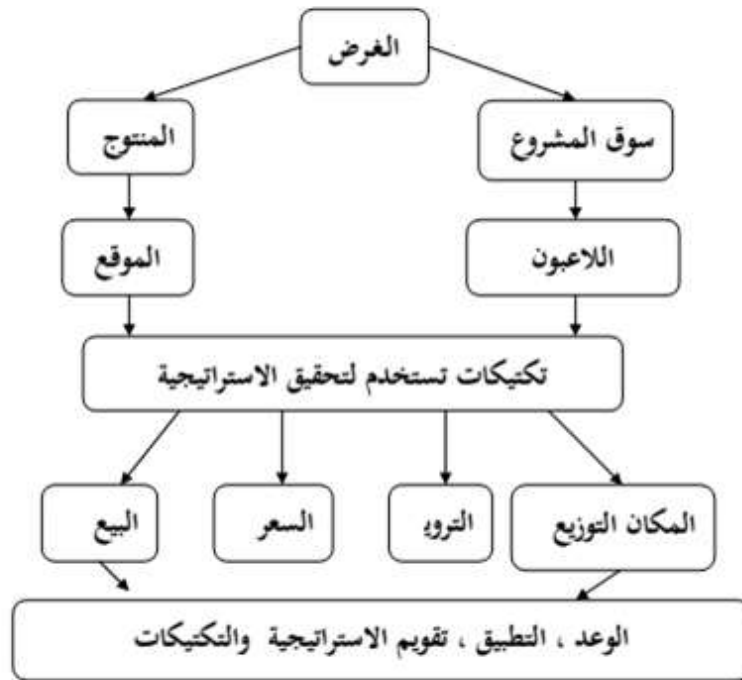 الغرض
سوق المشروع
المنتوج
اللاعبون
الموقع
تكتيكات تستخدم لتحقيق الاستراتيجية
المكان التوزيع
الترويـ
السعر
البيع
الوعد ، التطبيق ، تقويم الاستراتيجية والتكتيكات